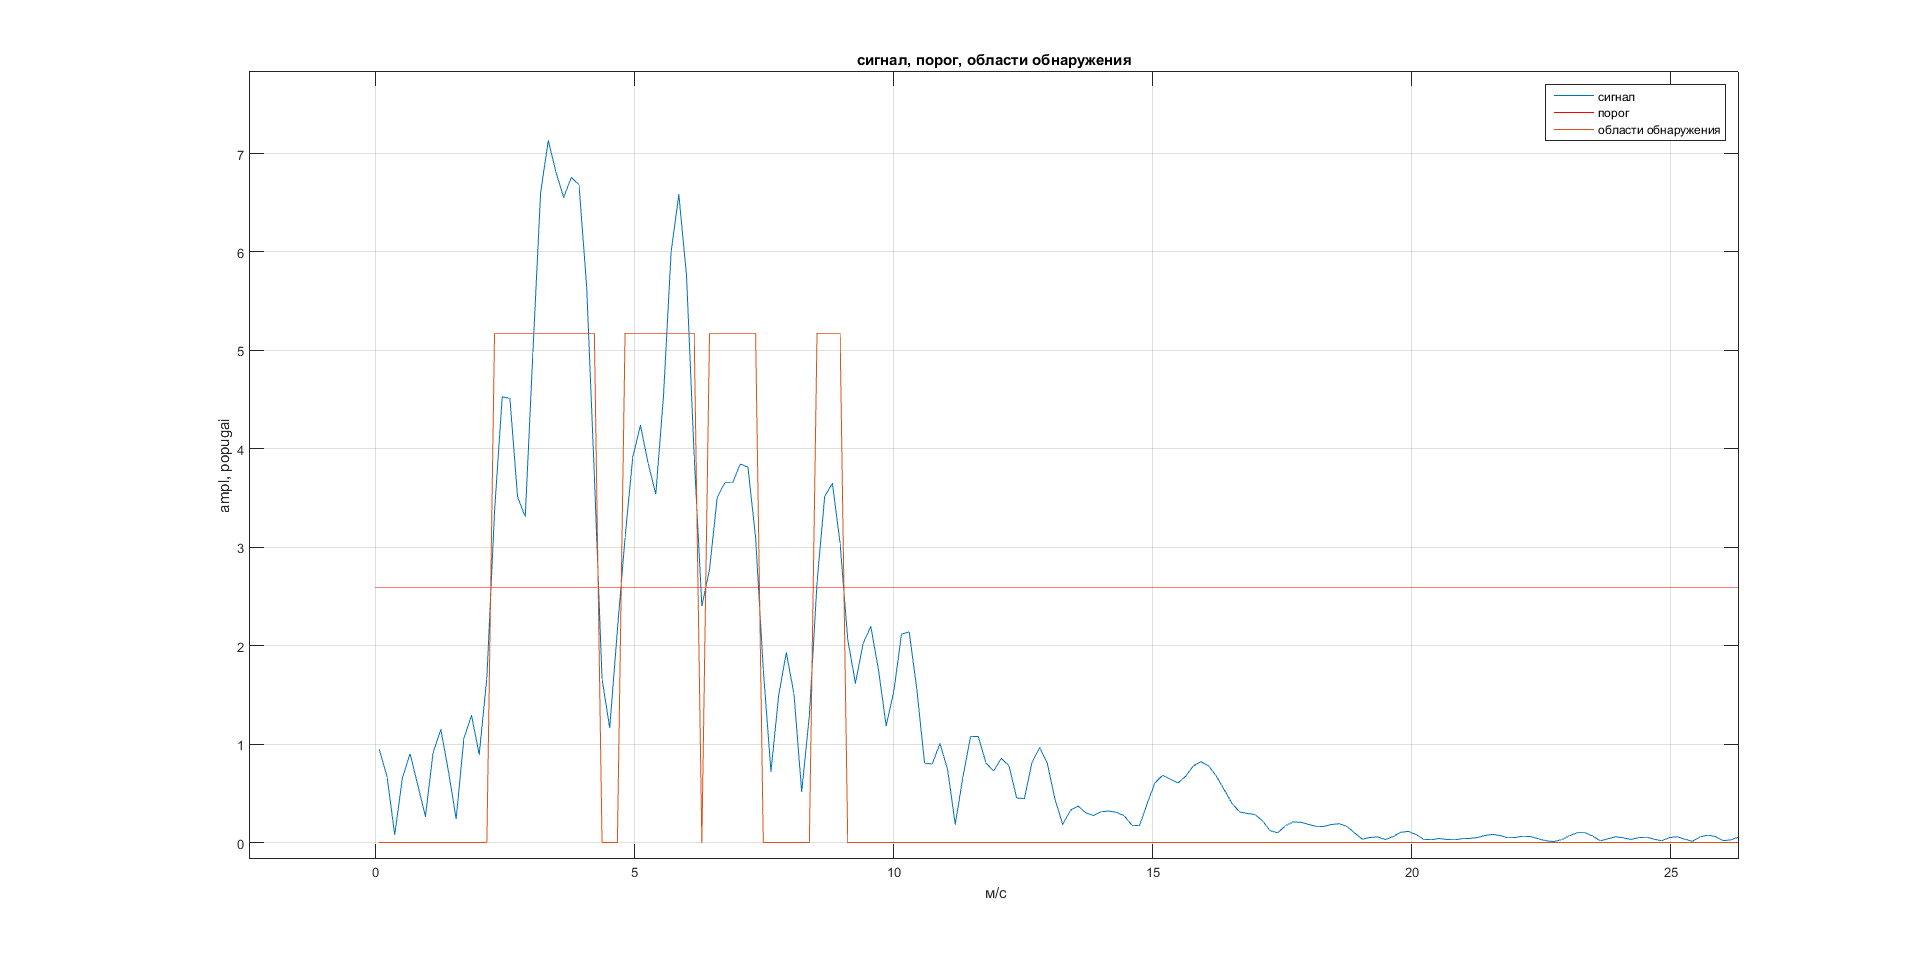 сигнал, порог, области обнаружения
сигнал
порог
области обнаружения
7
6
5
4
3
2
1
0
ampl, popugai
0 5 10 15 20 25
м/с